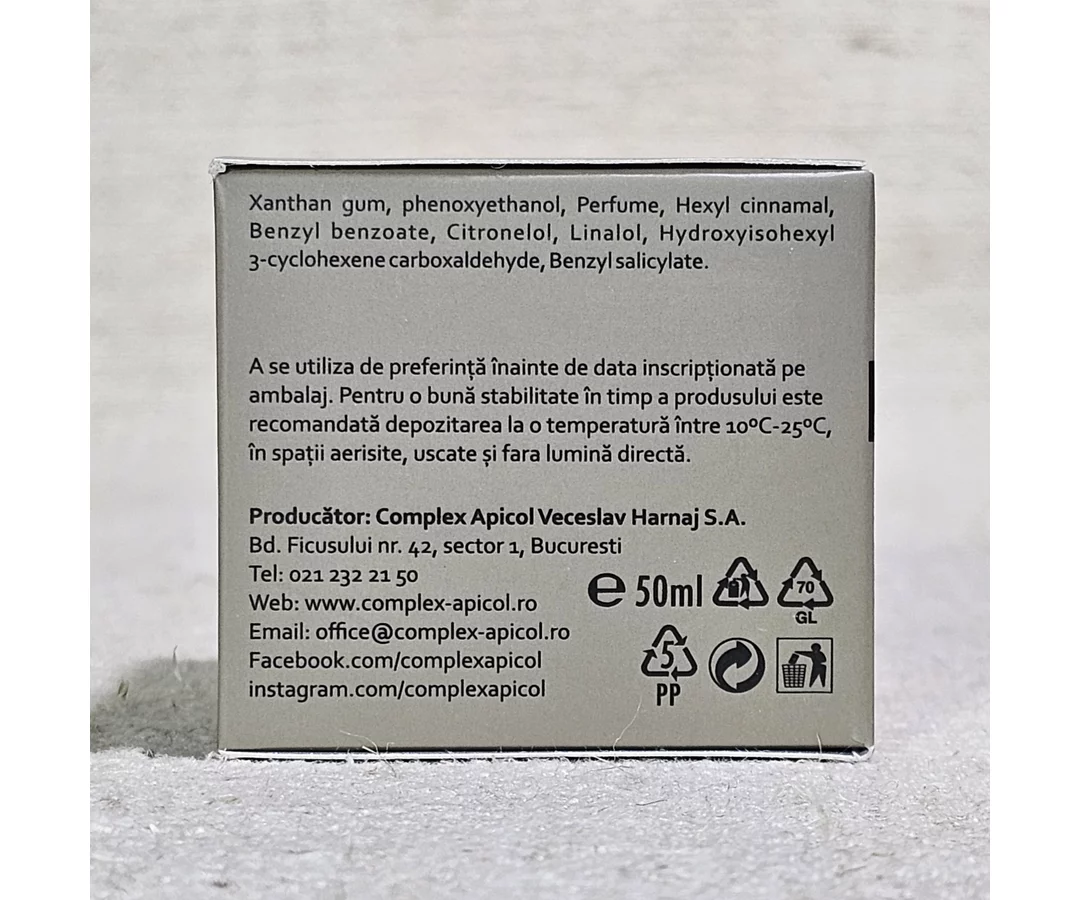 Xanthan gum, phenoxyethanol, Perfume, Hexyl cinnamal,
Benzyl benzoate, Citronelol, Linalol, Hydroxyisohexyl
3-cyclohexene carboxaldehyde, Benzyl salicylate.
A se utiliza de preferință înainte de data inscripționată pe
ambalaj. Pentru o bună stabilitate în timp a produsului este
recomandată depozitarea la o temperatură între 10ºC-25ºC,
în spații aerisite, uscate și fara lumină directă.
Producător: Complex Apicol Veceslav Harnaj S.A.
Bd. Ficusului nr. 42, sector 1, Bucuresti
Tel: 021 232 21 50
Web: www.complex-apicol.ro
Email: office@complex-apicol.ro
Facebook.com/complexapicol
instagram.com/complexapicol
e 50ml
70
GL
5
PP